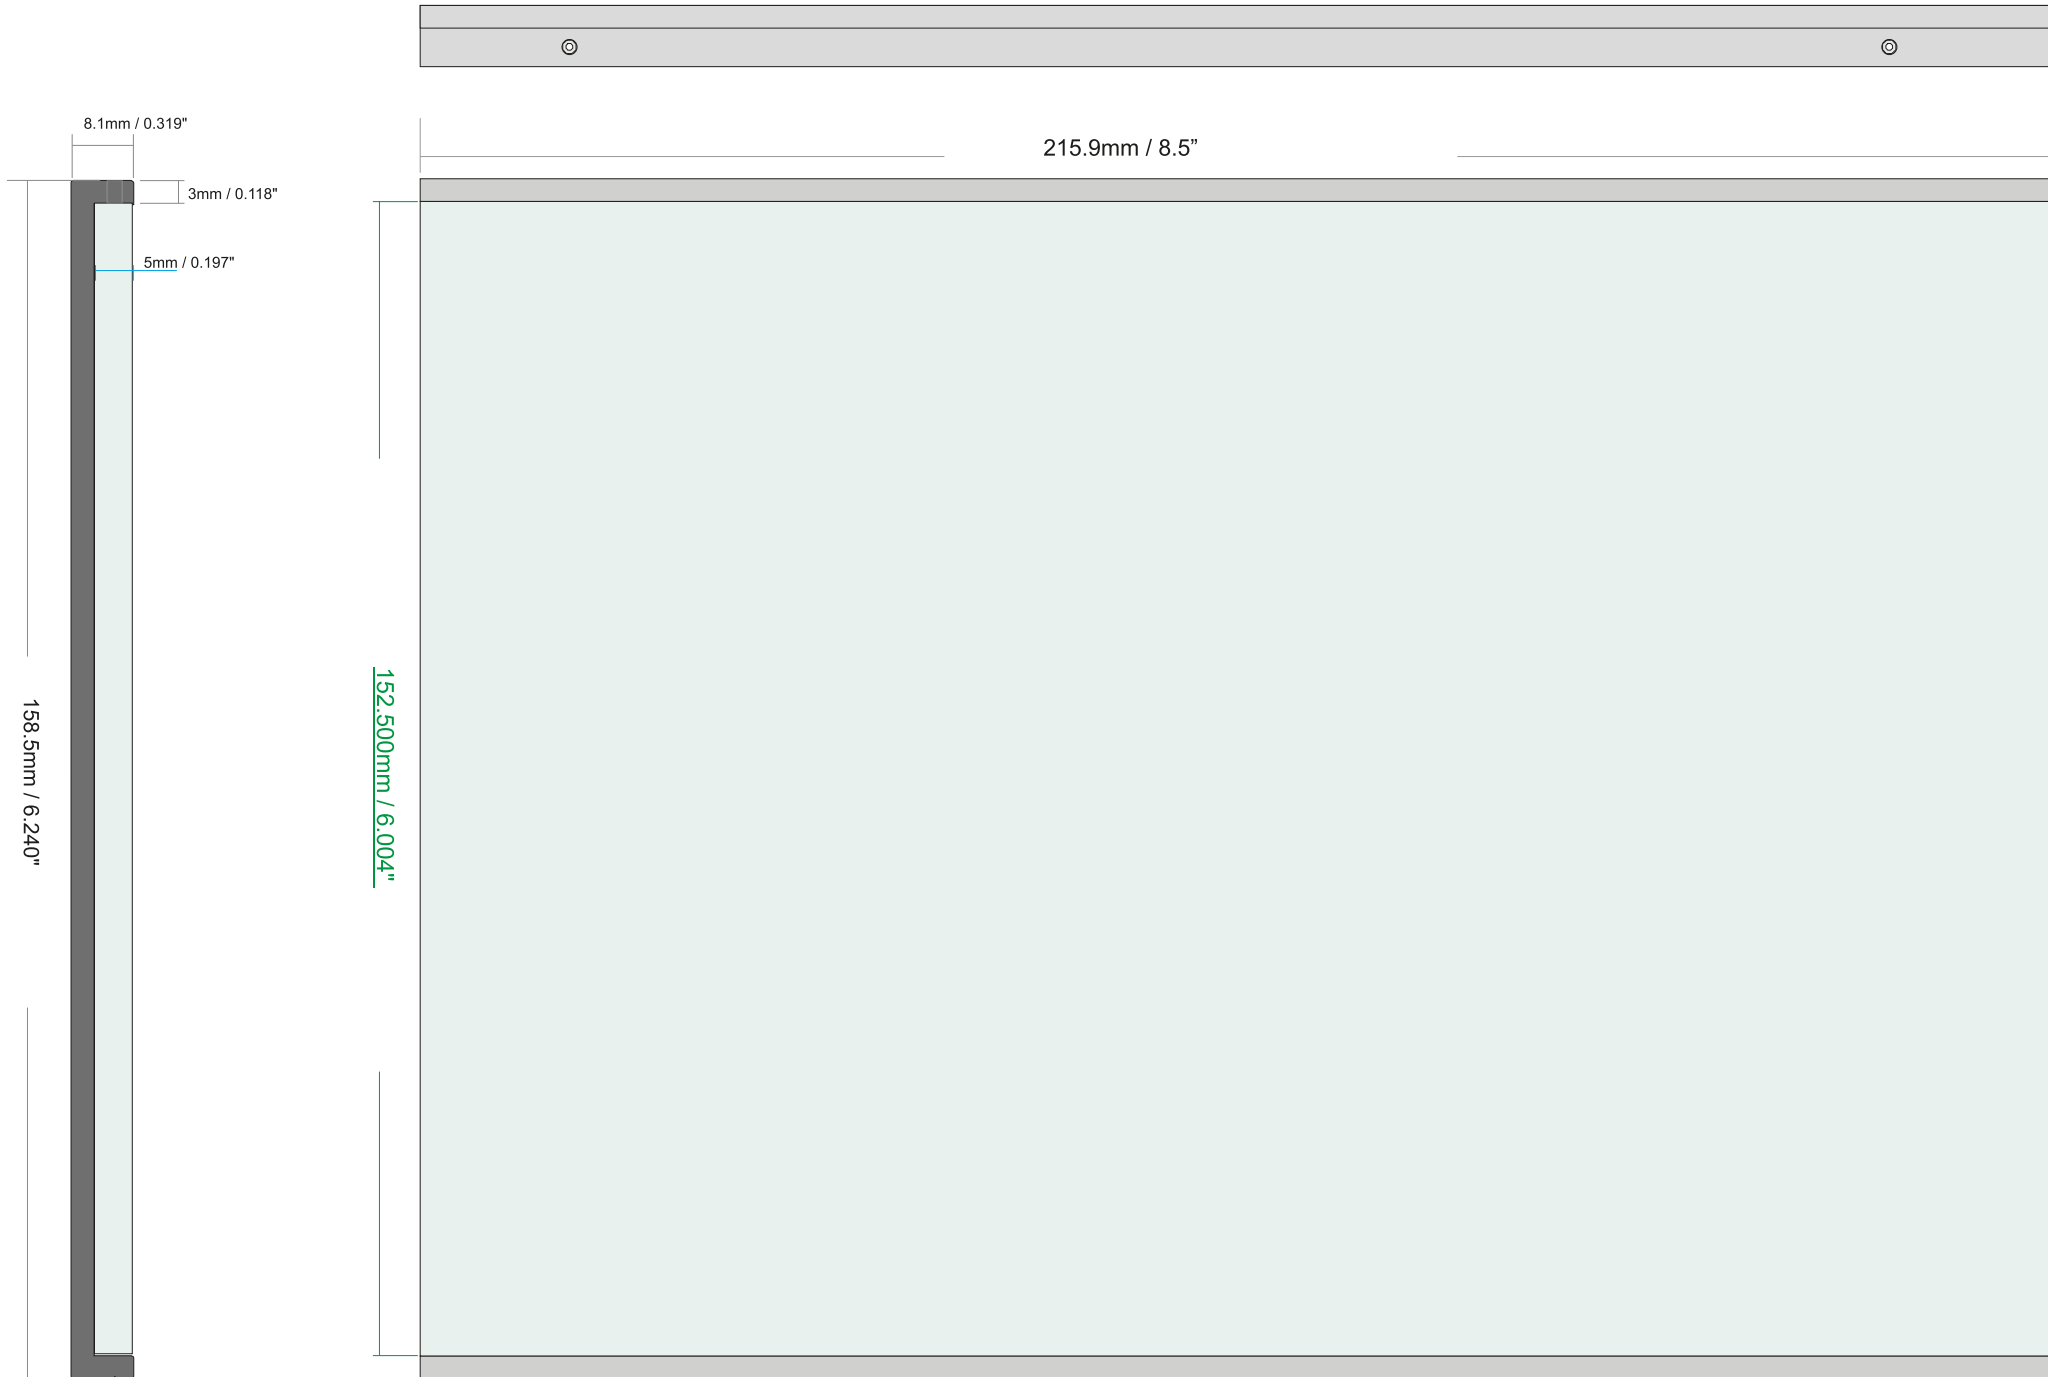 8.1mm / 0.319"
215.9mm / 8.5”
3mm / 0.118"
5mm / 0.197"
152.500mm / 6.004"
158.5mm / 6.240"